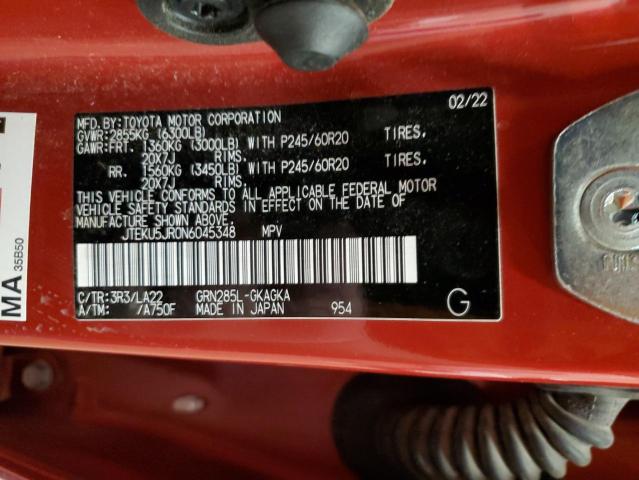 02/22
MFD. BY: TOYOTA MOTOR CORPORATION
GVWR: 2855KG (6300LB)
GAWR: FRT. 1360KG (3000LB) WITH P245/60R20 TIRES,
20X7J RIMS.
RR. 1560KG (3450LB) WITH P245/60R20 TIRES,
20X7J RIMS.
THIS VEHICLE CONFORMS TO ALL APPLICABLE FEDERAL MOTOR
VEHICLE SAFETY STANDARDS IN EFFECT ON THE DATE OF
MANUFACTURE SHOWN ABOVE.
JTEKU5JR0N6045348 MPV
C/TR: 3R3/LA22 GRN285L-GKAGKA
A/TM: /A750F MADE IN JAPAN 954
G
MA
35B50